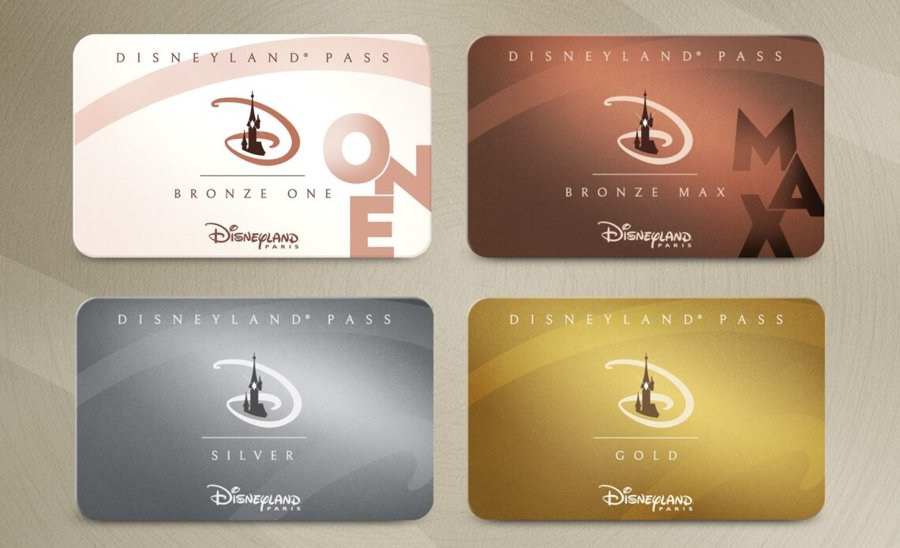 DISNEYLAND® PASS
BRONZE ONE
ONE
DISNEYLAND
PARIS
DISNEYLAND® PASS
BRONZE MAX
MAX
DISNEYLAND
PARIS
DISNEYLAND® PASS
SILVER
DISNEYLAND
PARIS
DISNEYLAND® PASS
GOLD
DISNEYLAND
PARIS